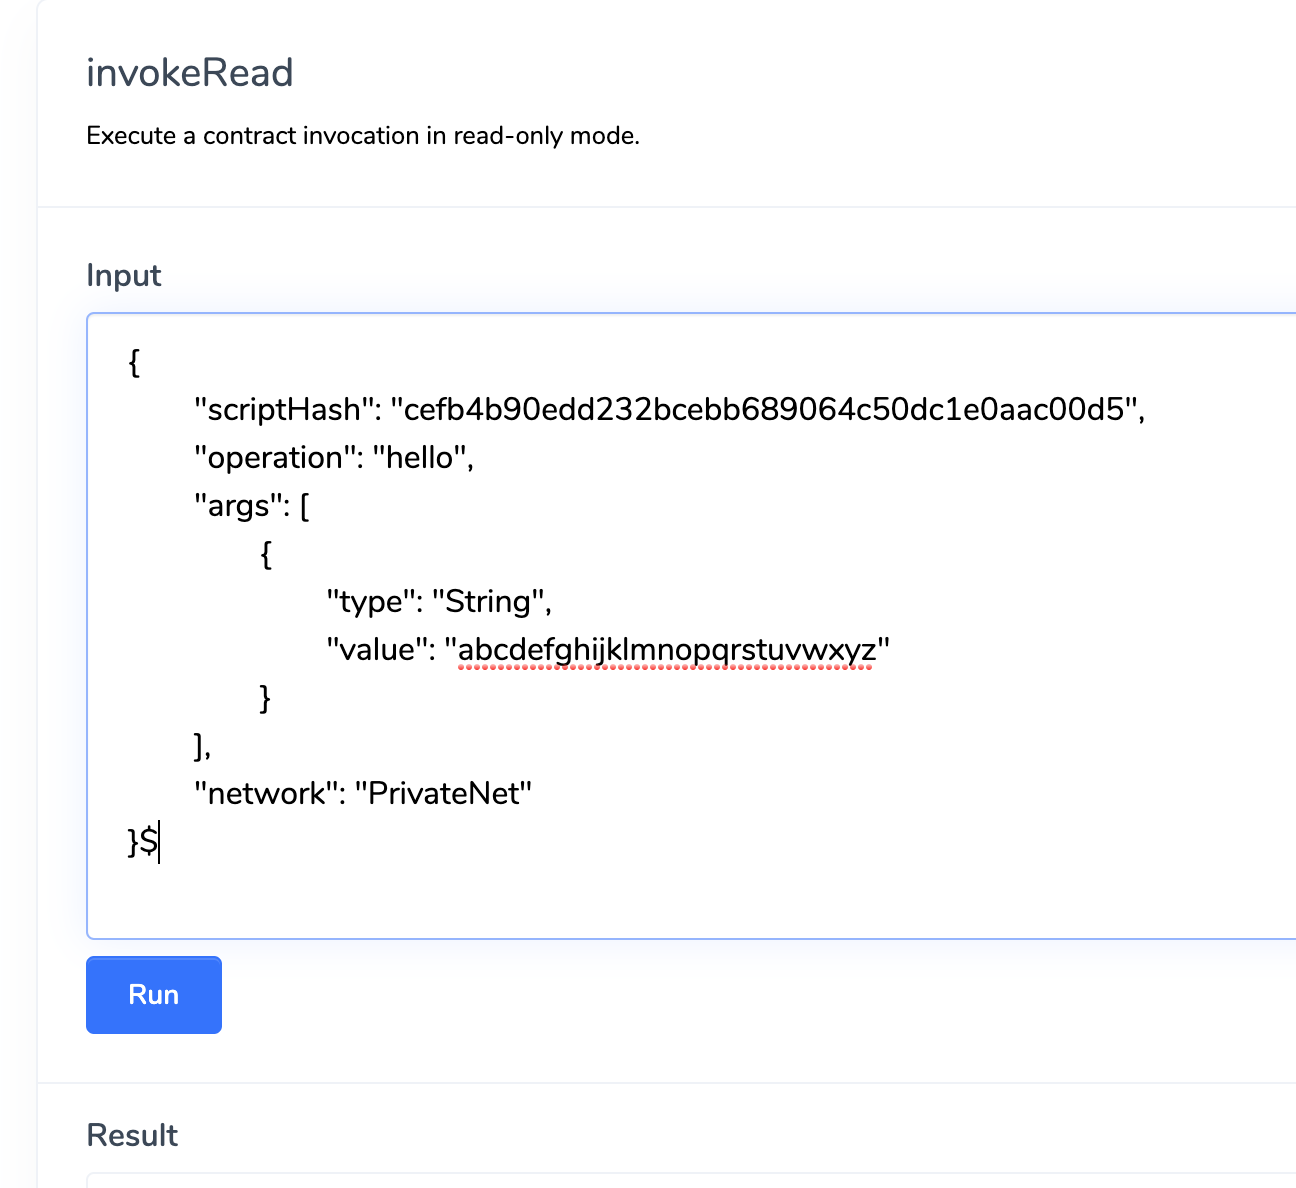 invokeRead
Execute a contract invocation in read-only mode.
Input
{
"scriptHash": "cefb4b90edd232bcebb689064c50dc1e0aac00d5",
"operation": "hello",
"args": [
{
"type": "String",
"value": "abcdefghijklmnopqrstuvwxyz"
}
],
"network": "PrivateNet"
}$
Run
Result